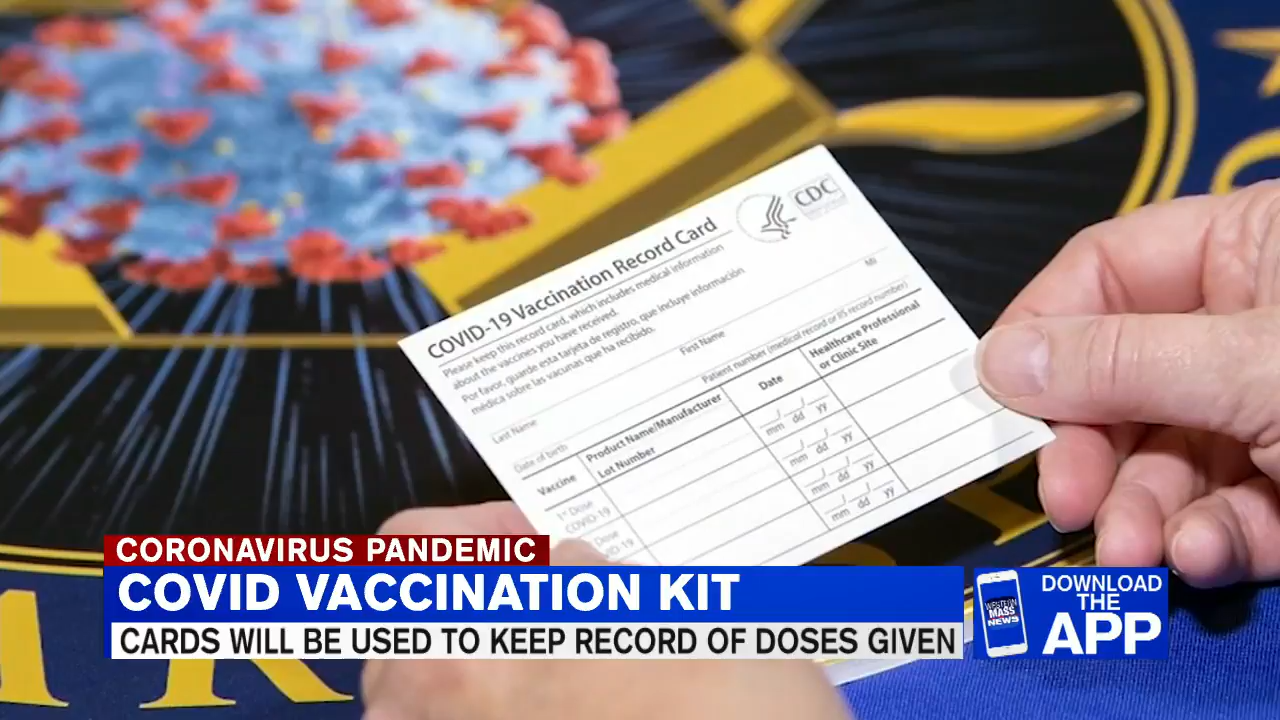 COVID-19 Vaccination Record Card
CDC
Please keep this record card, which includes medical information
about the vaccines you have received.
Por favor, guarde esta tarjeta de registro, que incluye información
médica sobre las vacunas que ha recibido.
Last Name
First Name
MI
Date of birth
Patient number (medical record or IIS record number)
Vaccine
Product Name/Manufacturer
Lot Number
Date
Healthcare Professional
or Clinic Site
1st Dose
COVID-19
mm dd yy
mm dd yy
Dose
mm dd yy
mm dd yy
CORONAVIRUS PANDEMIC
COVID VACCINATION KIT
CARDS WILL BE USED TO KEEP RECORD OF DOSES GIVEN
WESTERN
MASS
NEWS
DOWNLOAD
THE
APP